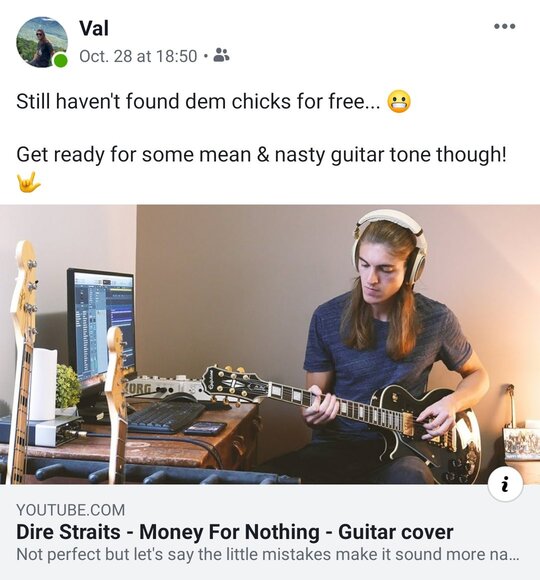 Val
Oct. 28 at 18:50 ·
Still haven't found dem chicks for free... 😬
Get ready for some mean & nasty guitar tone though!
🤟
KORG
Epiphone
i
YOUTUBE.COM
Dire Straits - Money For Nothing - Guitar cover
Not perfect but let's say the little mistakes make it sound more na...